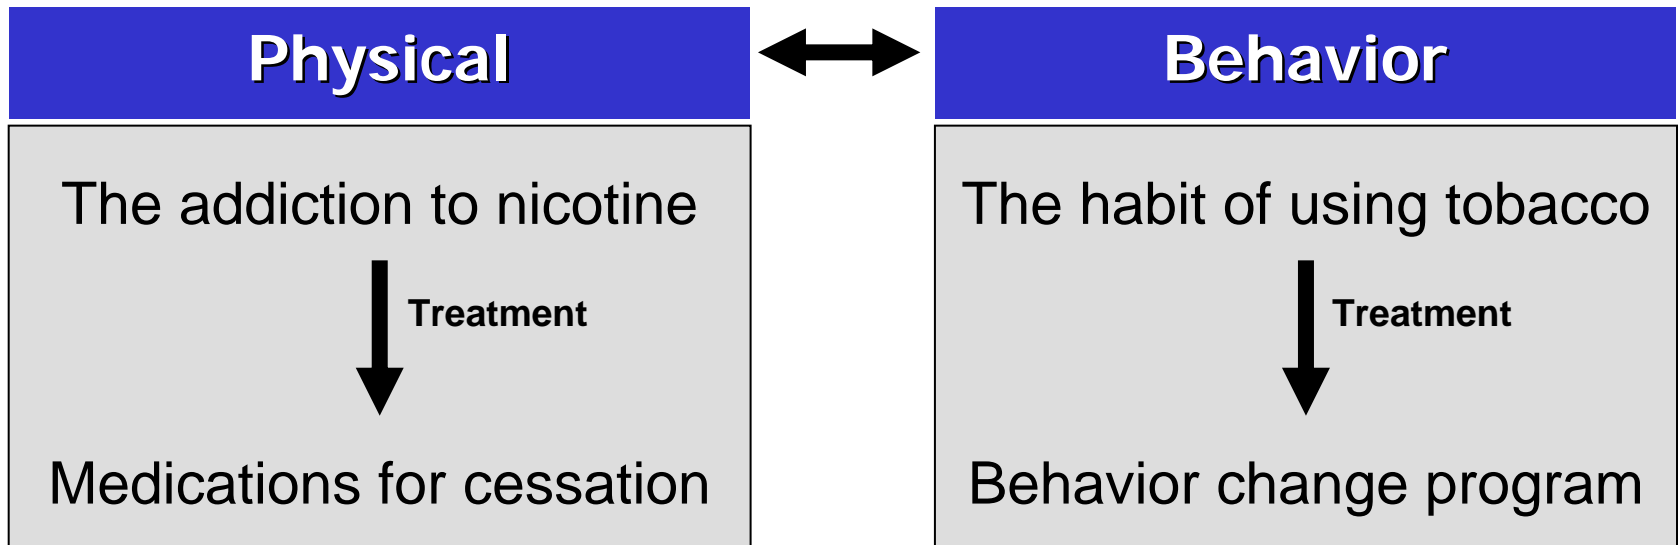 Physical
The addiction to nicotine
Treatment
Medications for cessation
Behavior
The habit of using tobacco
Treatment
Behavior change program